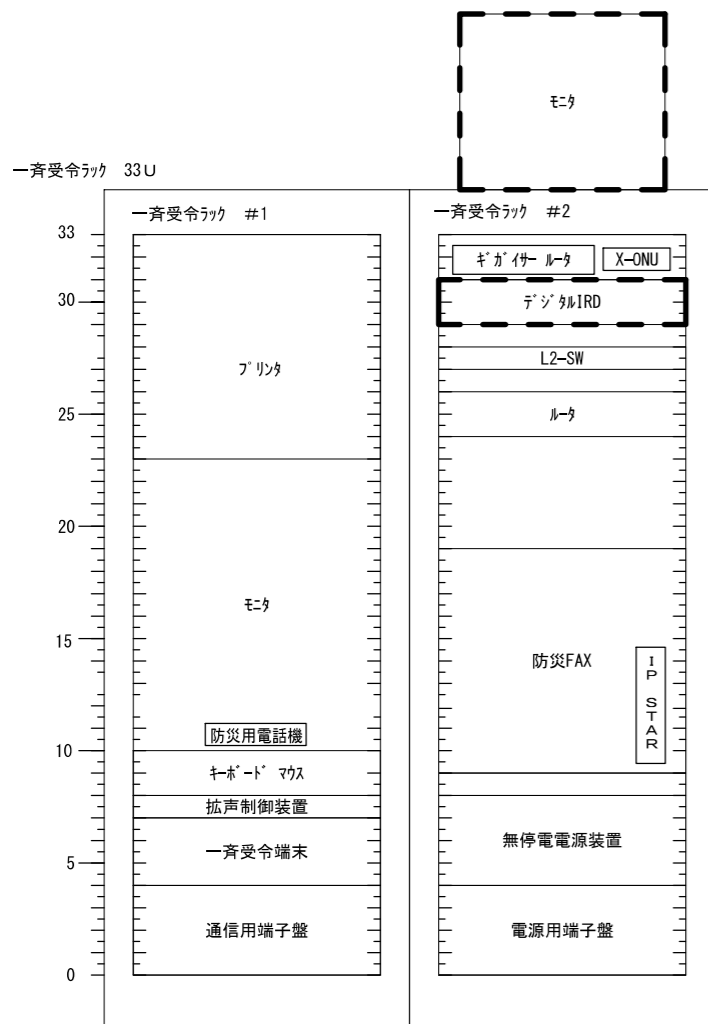 ﾓﾆﾀ
一斉受令ﾗｯｸ 33U
一斉受令ﾗｯｸ #1
一斉受令ﾗｯｸ #2
33
30
25
20
15
10
5
0
ﾌﾟﾘﾝﾀ
ﾓﾆﾀ
防災用電話機
ｷｰﾎﾞｰﾄﾞ ﾏｳｽ
拡声制御装置
一斉受令端末
通信用端子盤
ｷﾞｶﾞｲｻｰ ﾙｰﾀ
X-ONU
ﾃﾞｼﾞﾀﾙIRD
L2-SW
ﾙｰﾀ
防災FAX
IP STAR
無停電電源装置
電源用端子盤